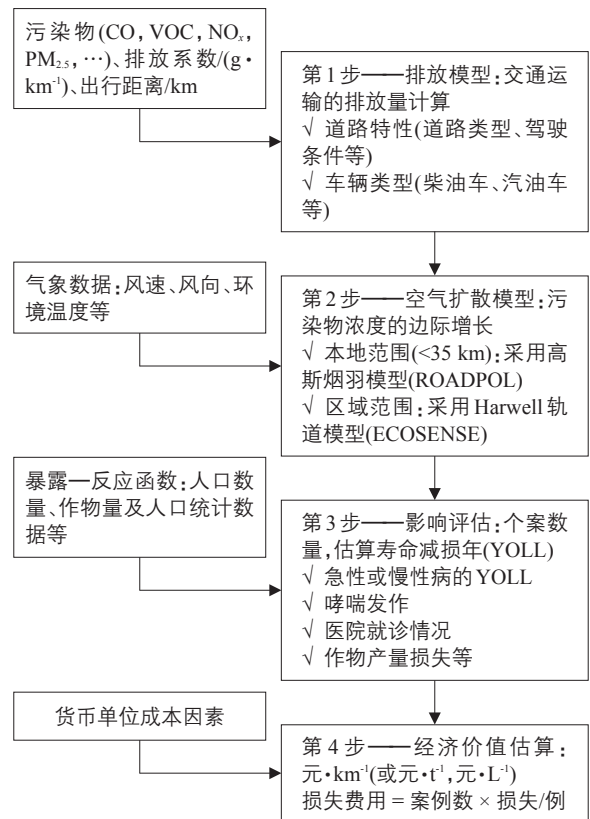 污染物(CO，VOC，NOₓ，
PM₂.₅，…)、排放系数/(g·
km⁻¹)、出行距离/km
第1步——排放模型：交通运
输的排放量计算
√ 道路特性(道路类型、驾驶
条件等)
√ 车辆类型(柴油车、汽油车
等)
气象数据：风速、风向、环
境温度等
第2步——空气扩散模型：污
染物浓度的边际增长
√ 本地范围(<35 km)：采用高
斯烟羽模型(ROADPOL)
√ 区域范围：采用Harwell轨
道模型(ECOSENSE)
暴露—反应函数：人口数
量、作物量及人口统计数
据等
第3步——影响评估：个案数
量，估算寿命减损年(YOLL)
√ 急性或慢性病的YOLL
√ 哮喘发作
√ 医院就诊情况
√ 作物产量损失等
货币单位成本因素
第4步——经济价值估算：
元·km⁻¹(或元·t⁻¹，元·L⁻¹)
损失费用 = 案例数 × 损失/例